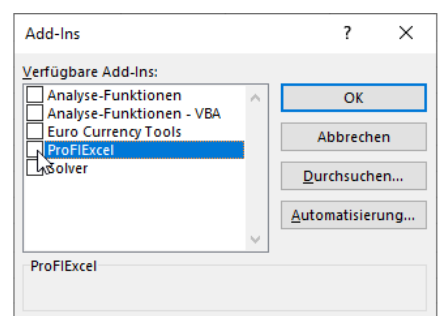 Add-Ins ?
Verfügbare Add-Ins:
Analyse-Funktionen
Analyse-Funktionen - VBA
Euro Currency Tools
ProFIExcel
Solver
OK
Abbrechen
Durchsuchen...
Automatisierung...
ProFIExcel